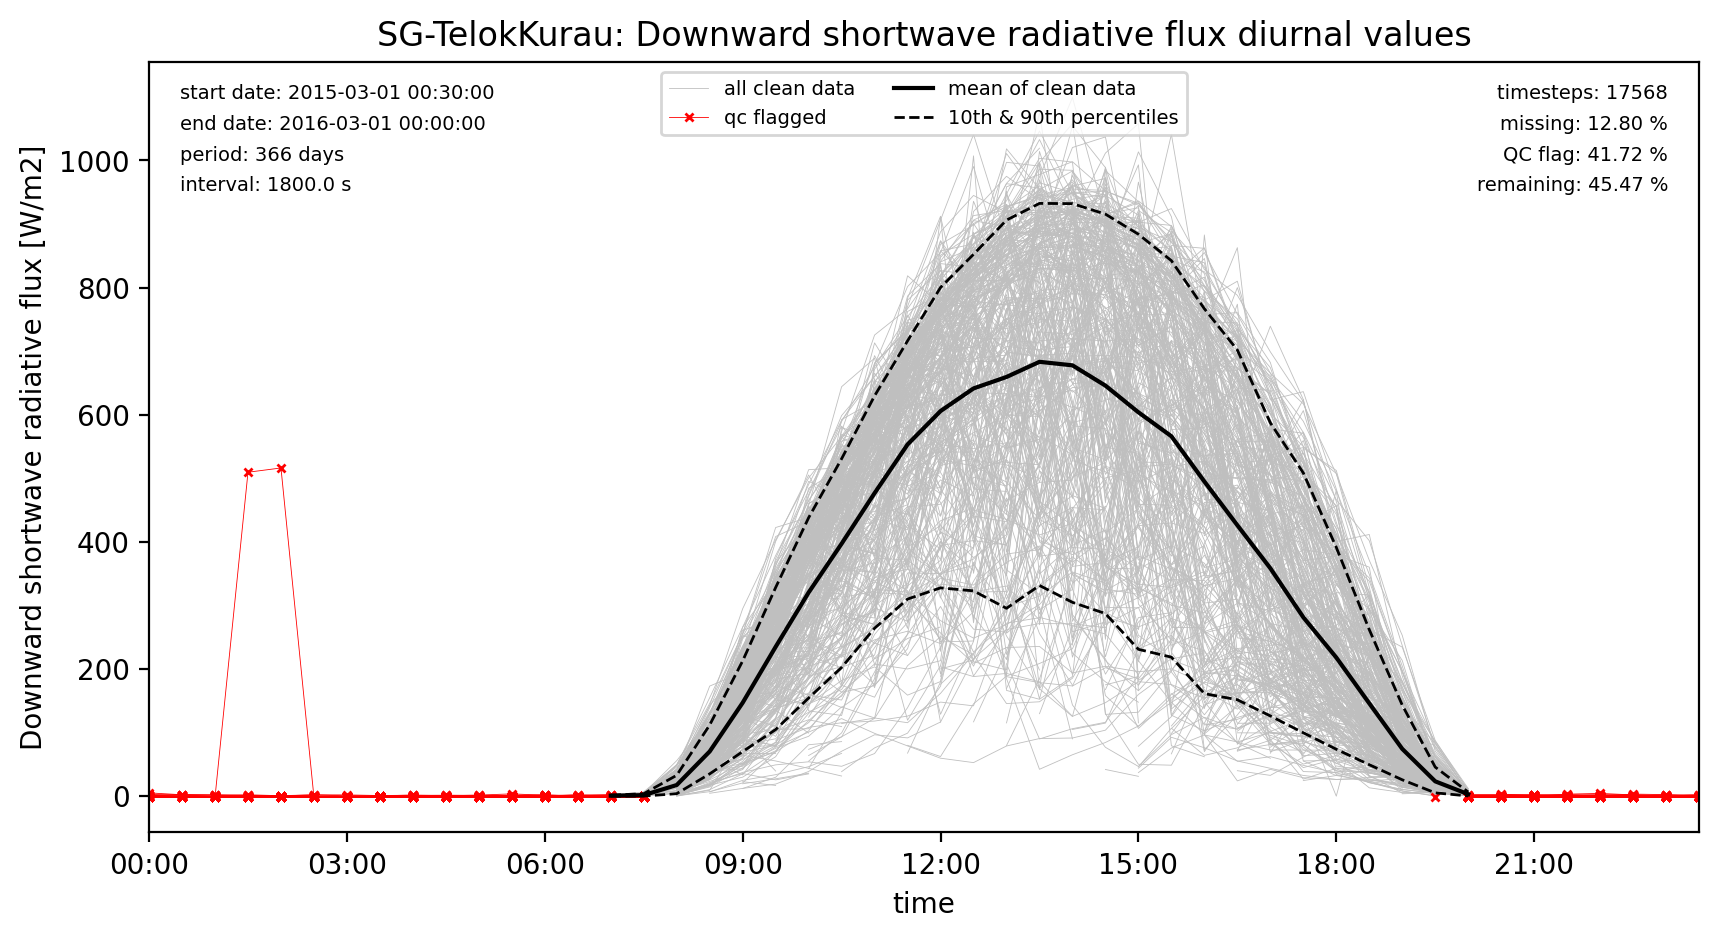 SG-TelokKurau: Downward shortwave radiative flux diurnal values
start date: 2015-03-01 00:30:00
end date: 2016-03-01 00:00:00
period: 366 days
interval: 1800.0 s
all clean data
qc flagged
mean of clean data
10th & 90th percentiles
timesteps: 17568
missing: 12.80 %
QC flag: 41.72 %
remaining: 45.47 %
Downward shortwave radiative flux [W/m2]
1000
800
600
400
200
0
00:00 03:00 06:00 09:00 12:00 15:00 18:00 21:00
time